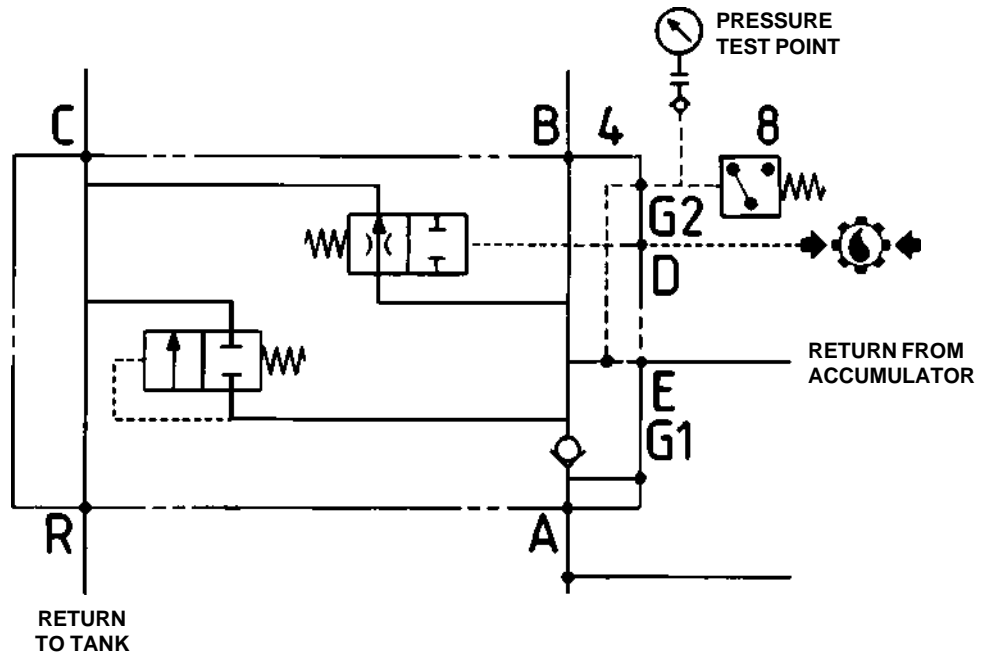 PRESSURE
TEST POINT
C
B
4
8
G2
D
RETURN FROM
ACCUMULATOR
E
G1
R
A
RETURN
TO TANK